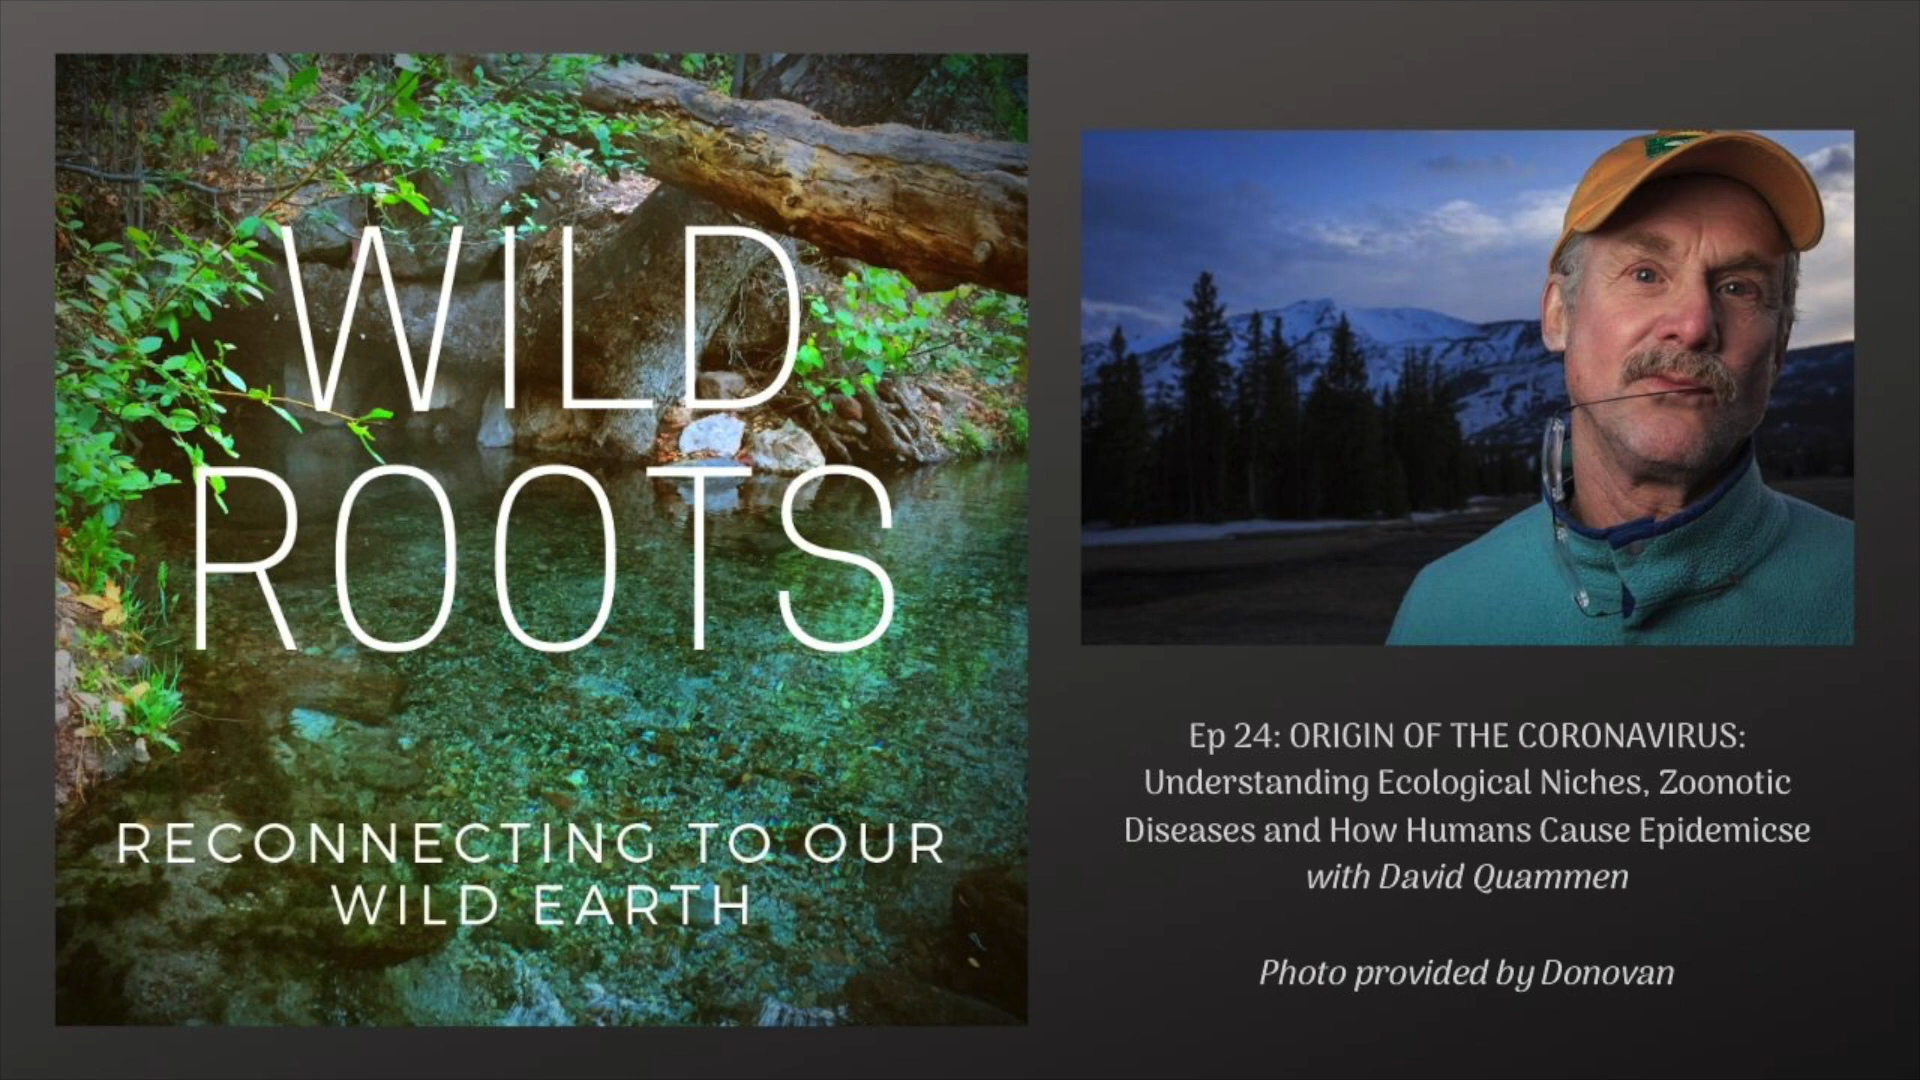 WILD
ROOTS
RECONNECTING TO OUR
WILD EARTH
Ep 24: ORIGIN OF THE CORONAVIRUS:
Understanding Ecological Niches, Zoonotic
Diseases and How Humans Cause Epidemicse
with David Quammen
Photo provided by Donovan